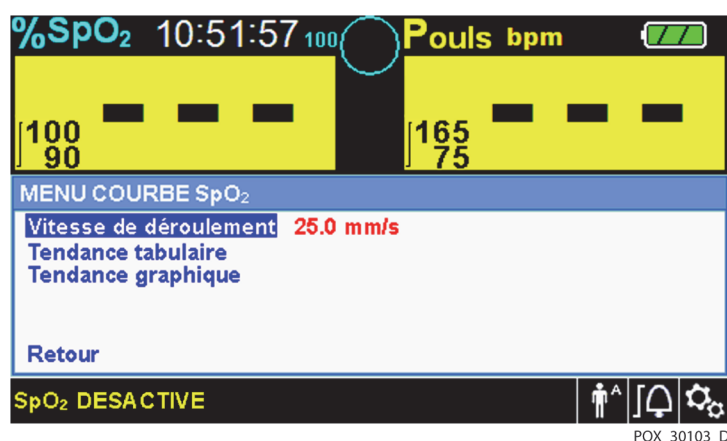 %SpO₂ 10:51:57 100 Pouls bpm
--- ---
100 165
90 75
MENU COURBE SpO₂
Vitesse de déroulement 25.0 mm/s
Tendance tabulaire
Tendance graphique
Retour
SpO₂ DESACTIVE A
POX_30103_D